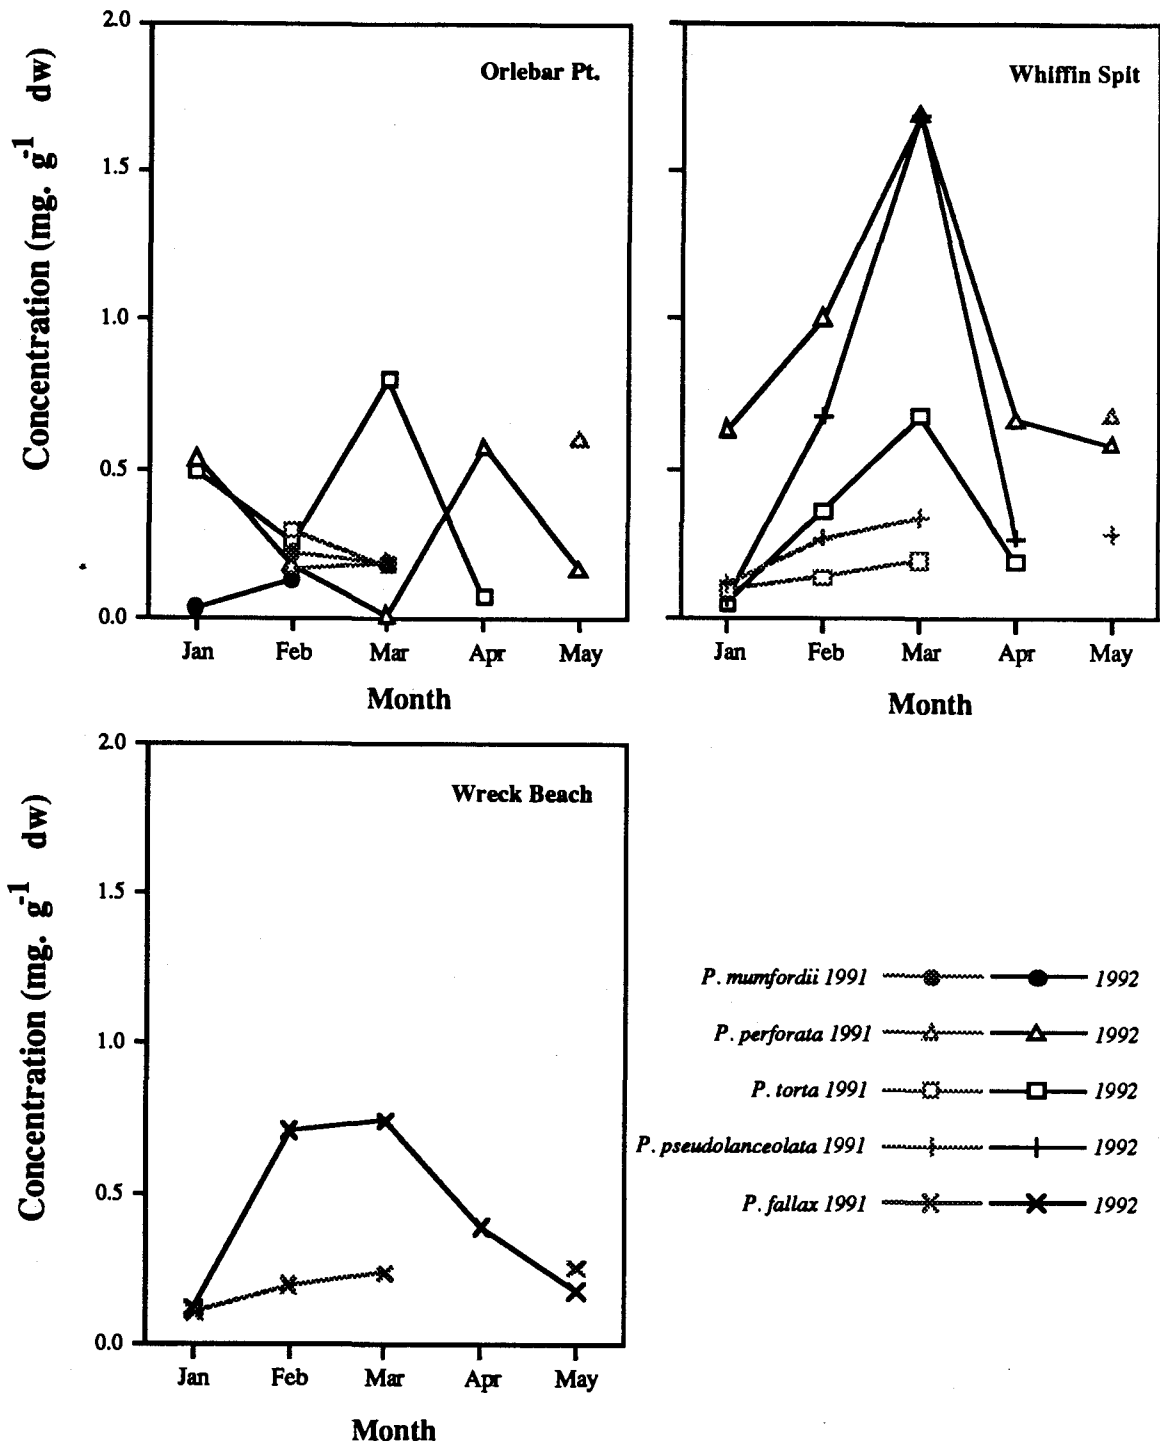 Orlebar Pt.
Concentration (mg. g-1 dw)
2.0
1.5
1.0
0.5
0.0
Jan Feb Mar Apr May
Month
Whiffin Spit
Jan Feb Mar Apr May
Month
Wreck Beach
Concentration (mg. g-1 dw)
2.0
1.5
1.0
0.5
0.0
Jan Feb Mar Apr May
Month
P. mumfordii 1991 1992
P. perforata 1991 1992
P. torta 1991 1992
P. pseudolanceolata 1991 1992
P. fallax 1991 1992